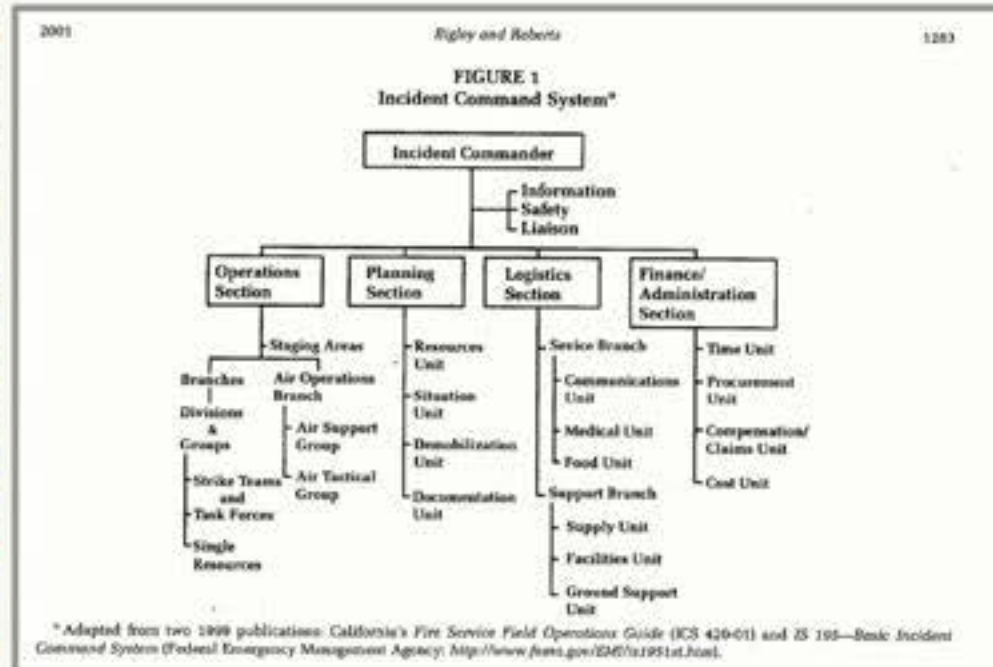 2001 Bigley and Roberts 1283
FIGURE 1
Incident Command System*
Incident Commander
Information
Safety
Liaison
Operations
Section
Planning
Section
Logistics
Section
Finance/
Administration
Section
Staging Areas
Branches
Divisions
&
Groups
Strike Teams
and
Task Forces
Single
Resources
Air Operations
Branch
Air Support
Group
Air Tactical
Group
Resources
Unit
Situation
Unit
Demobilization
Unit
Documentation
Unit
Sevice Branch
Communications
Unit
Medical Unit
Food Unit
Support Branch
Supply Unit
Facilities Unit
Ground Support
Unit
Time Unit
Procurement
Unit
Compensation/
Claims Unit
Cost Unit
* Adapted from two 1999 publications: California's Fire Service Field Operations Guide (ICS 420-01) and IS 195—Basic Incident
Command System (Federal Emergency Management Agency: